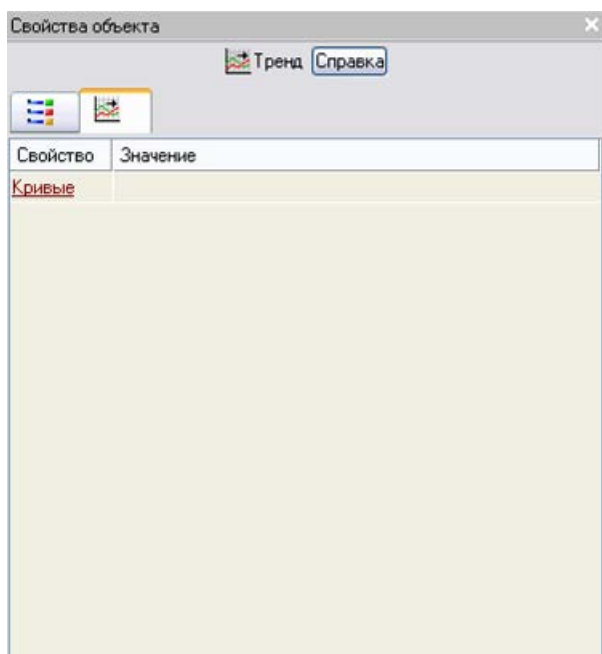 Свойства объекта
Тренд Справка
Свойство Значение
Кривые